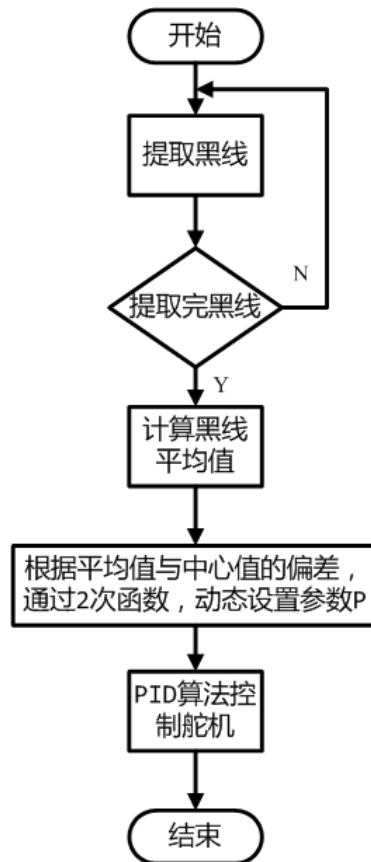 开始
提取黑线
提取完黑线
N
Y
计算黑线
平均值
根据平均值与中心值的偏差，
通过2次函数，动态设置参数P
PID算法控
制舵机
结束